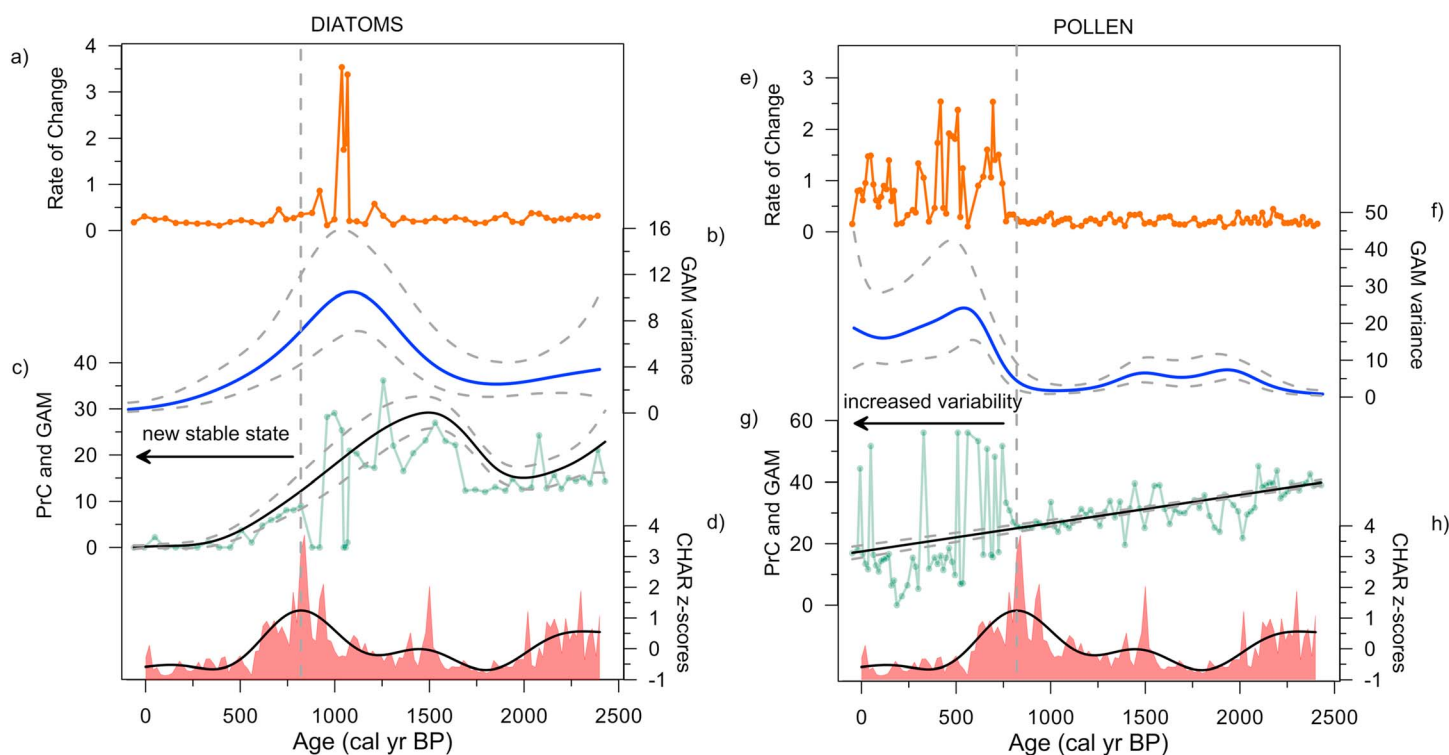 DIATOMS
a)
Rate of Change
4
3
2
1
0
b)
GAM variance
16
12
8
4
0
c)
PrC and GAM
40
30
20
10
0
new stable state
d)
CHAR z-scores
4
3
2
1
0
-1
0 500 1000 1500 2000 2500
Age (cal yr BP)
POLLEN
e)
Rate of Change
3
2
1
0
f)
GAM variance
50
40
30
20
10
0
increased variability
g)
PrC and GAM
60
40
20
0
h)
CHAR z-scores
4
3
2
1
0
-1
0 500 1000 1500 2000 2500
Age (cal yr BP)